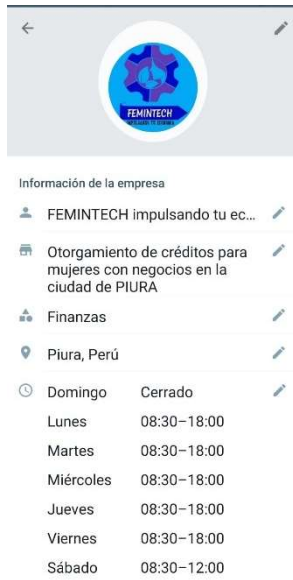 FEMINTECH
Información de la empresa
FEMINTECH impulsando tu ec...
Otorgamiento de créditos para
mujeres con negocios en la
ciudad de PIURA
Finanzas
Piura, Perú
Domingo Cerrado
Lunes 08:30–18:00
Martes 08:30–18:00
Miércoles 08:30–18:00
Jueves 08:30–18:00
Viernes 08:30–18:00
Sábado 08:30–12:00